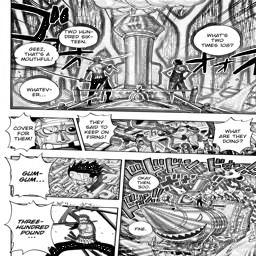 WHAT'S
TWO
TIMES 108?
TWO HUN-
DRED SIX-
TEEN.
GEEZ,
THAT'S A
MOUTHFUL!
WHATEV-
ER...
WHAT ARE
THEY
DOING?
THEY
SAID TO
KEEP ON
FIRING!
COVER
FOR
THEM!
OKAY
THEN,
300.
FINE.
GUM-
GUM...
THREE-
HUNDRED
POUND
...